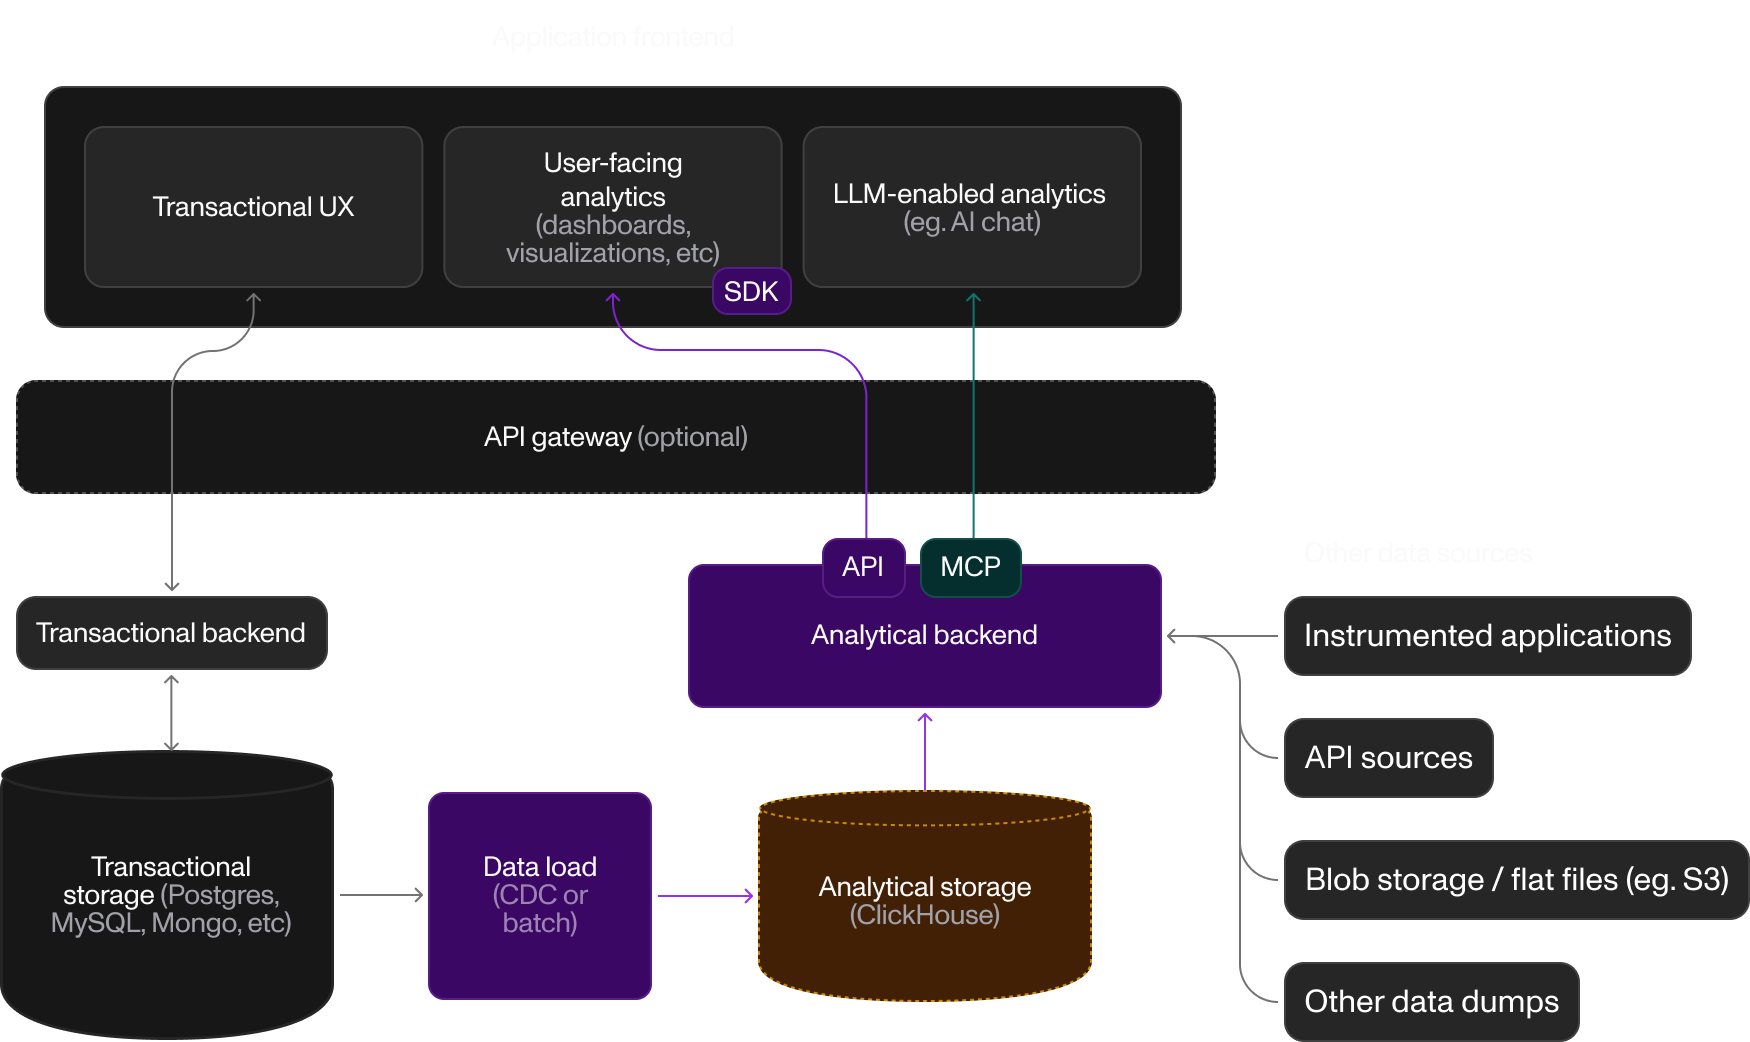 Application frontend
Transactional UX
User-facing
analytics
(dashboards,
visualizations, etc)
SDK
LLM-enabled analytics
(eg. AI chat)
API gateway (optional)
API
MCP
Analytical backend
Transactional backend
Other data sources
Instrumented applications
API sources
Blob storage / flat files (eg. S3)
Other data dumps
Transactional
storage (Postgres,
MySQL, Mongo, etc)
Data load
(CDC or
batch)
Analytical storage
(ClickHouse)